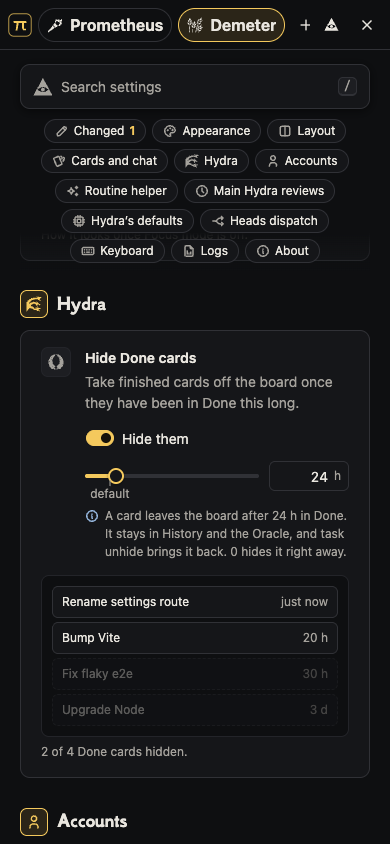 π Prometheus Demeter
Search settings /
Changed 1 Appearance Layout
Cards and chat Hydra Accounts
Routine helper Main Hydra reviews
Hydra's defaults Heads dispatch
Keyboard Logs About
Hydra
Hide Done cards
Take finished cards off the board once
they have been in Done this long.
Hide them
24 h
default
A card leaves the board after 24 h in Done.
It stays in History and the Oracle, and task
unhide brings it back. 0 hides it right away.
Rename settings route just now
Bump Vite 20 h
Fix flaky e2e 30 h
Upgrade Node 3 d
2 of 4 Done cards hidden.
Accounts